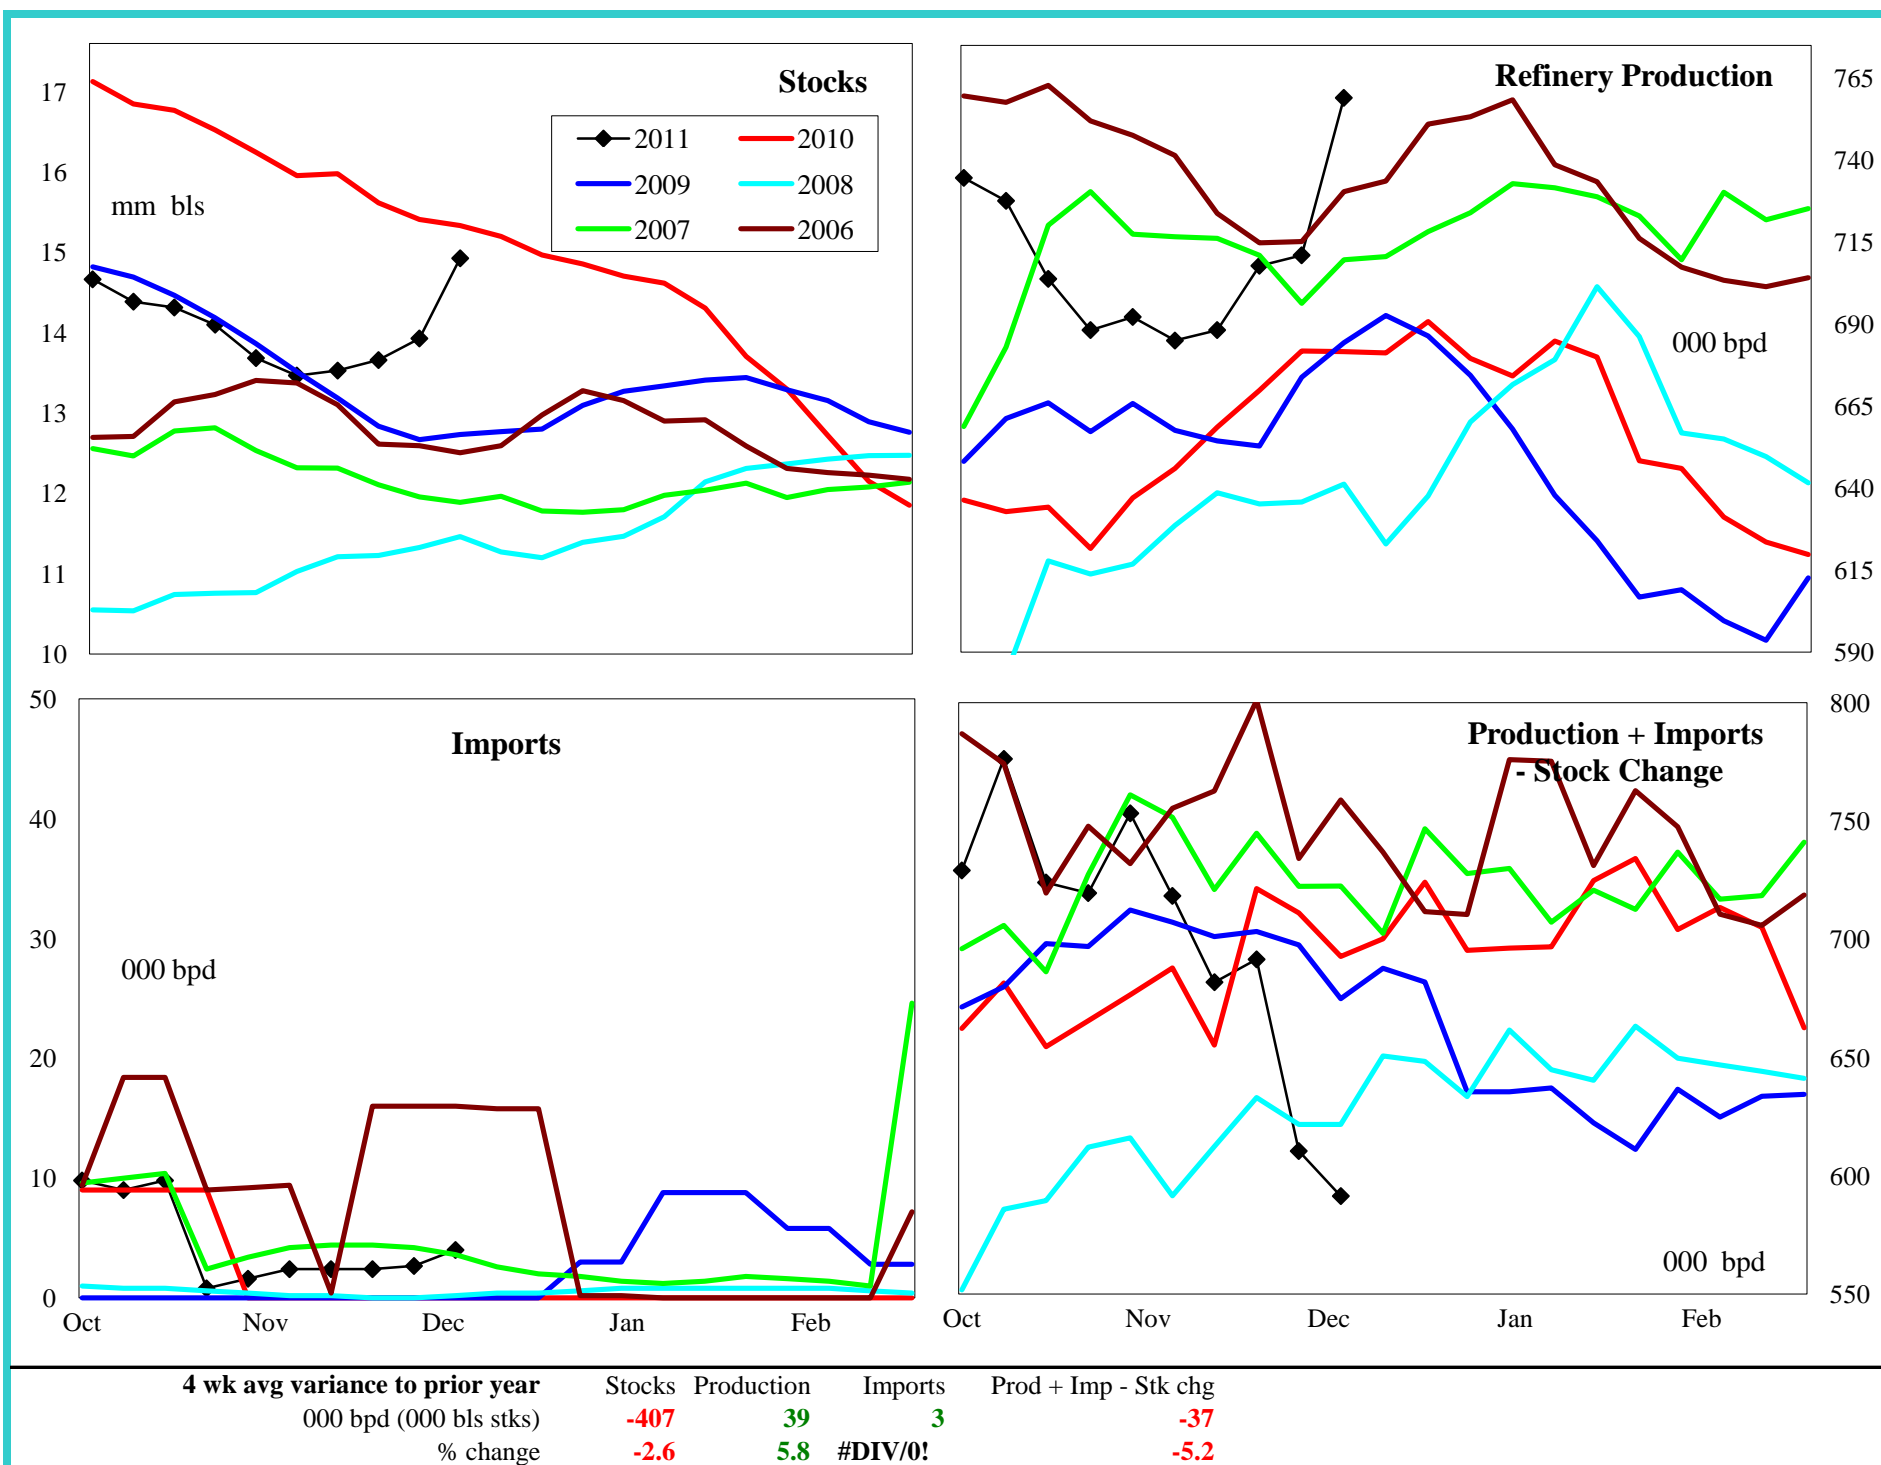 Stocks
17
16
15
14
13
12
11
10
mm bls
2011 2010
2009 2008
2007 2006
Refinery Production
765
740
715
690
665
640
615
590
000 bpd
Imports
50
40
30
20
10
0
000 bpd
Oct Nov Dec Jan Feb
Production + Imports
- Stock Change
800
750
700
650
600
550
000 bpd
Oct Nov Dec Jan Feb
4 wk avg variance to prior year Stocks Production Imports Prod + Imp - Stk chg
000 bpd (000 bls stks) -407 39 3 -37
% change -2.6 5.8 #DIV/0! -5.2